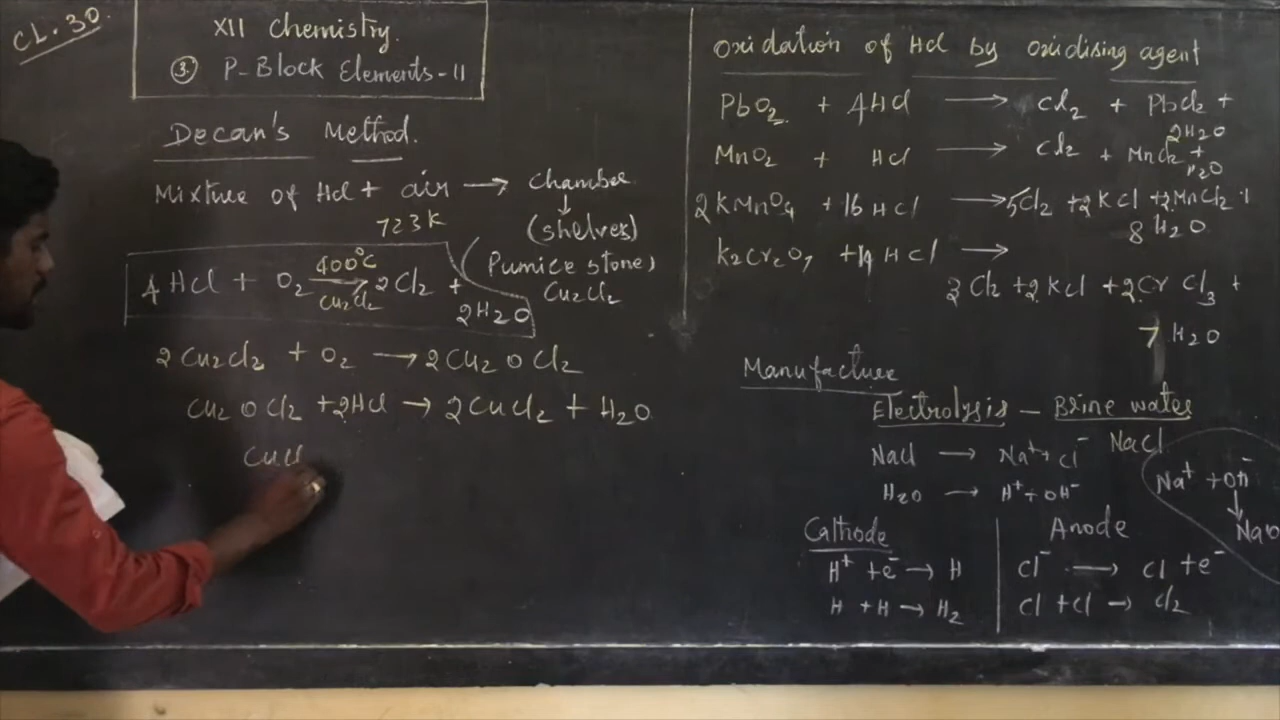 CL.30.
XII Chemistry.
③ P-Block Elements-II
Decan's Method.
Mixture of HCl + air → Chamber
↓
(shelves)
(Pumice stone)
Cu2Cl2
723 K
400°C
4 HCl + O2 → 2Cl2 +
Cu2Cl2
2H2O
2 Cu2Cl2 + O2 → 2Cu2OCl2
Cu2OCl2 + 2HCl → 2CuCl2 + H2O
CuCl
Oxidation of HCl by oxidising agent
PbO2 + 4HCl → Cl2 + PbCl2 +
2H2O
MnO2 + HCl → Cl2 + MnCl2 +
H2O
2KMnO4 + 16 HCl → 5Cl2 + 2KCl + 2MnCl2 +
8 H2O
K2Cr2O7 + 14 HCl →
3 Cl2 + 2KCl + 2CrCl3 +
7 H2O
Manufacture
Electrolysis – Brine water
NaCl
NaCl → Na+ + Cl-
H2O → H+ + OH-
Na+ + OH-
↓
NaO
Cathode
H+ + e- → H
H + H → H2
Anode
Cl- → Cl + e-
Cl + Cl → Cl2